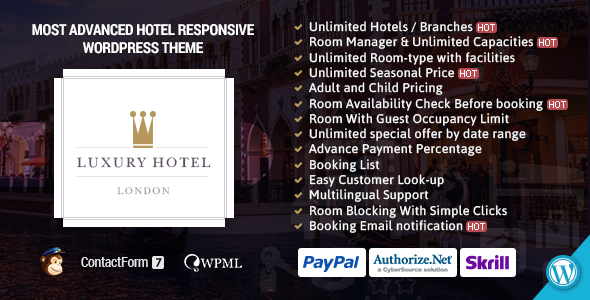 MOST ADVANCED HOTEL RESPONSIVE
WORDPRESS THEME
LUXURY HOTEL
LONDON
Unlimited Hotels / Branches HOT
Room Manager & Unlimited Capacities HOT
Unlimited Room-type with facilities
Unlimited Seasonal Price HOT
Adult and Child Pricing
Room Availability Check Before booking HOT
Room With Guest Occupancy Limit
Unlimited special offer by date range
Advance Payment Percentage
Booking List
Easy Customer Look-up
Multilingual Support
Room Blocking With Simple Clicks
Booking Email notification HOT
ContactForm 7
WPML
PayPal
Authorize.Net
a CyberSource solution
Skrill